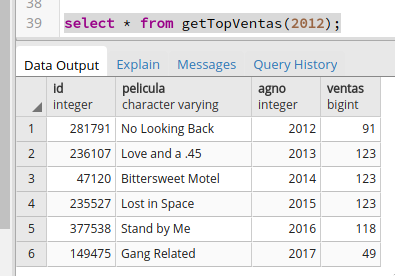 38
39 select * from getTopVentas(2012);
Data Output Explain Messages Query History
id pelicula agno ventas
integer character varying integer bigint
1 281791 No Looking Back 2012 91
2 236107 Love and a .45 2013 123
3 47120 Bittersweet Motel 2014 123
4 235527 Lost in Space 2015 123
5 377538 Stand by Me 2016 118
6 149475 Gang Related 2017 49